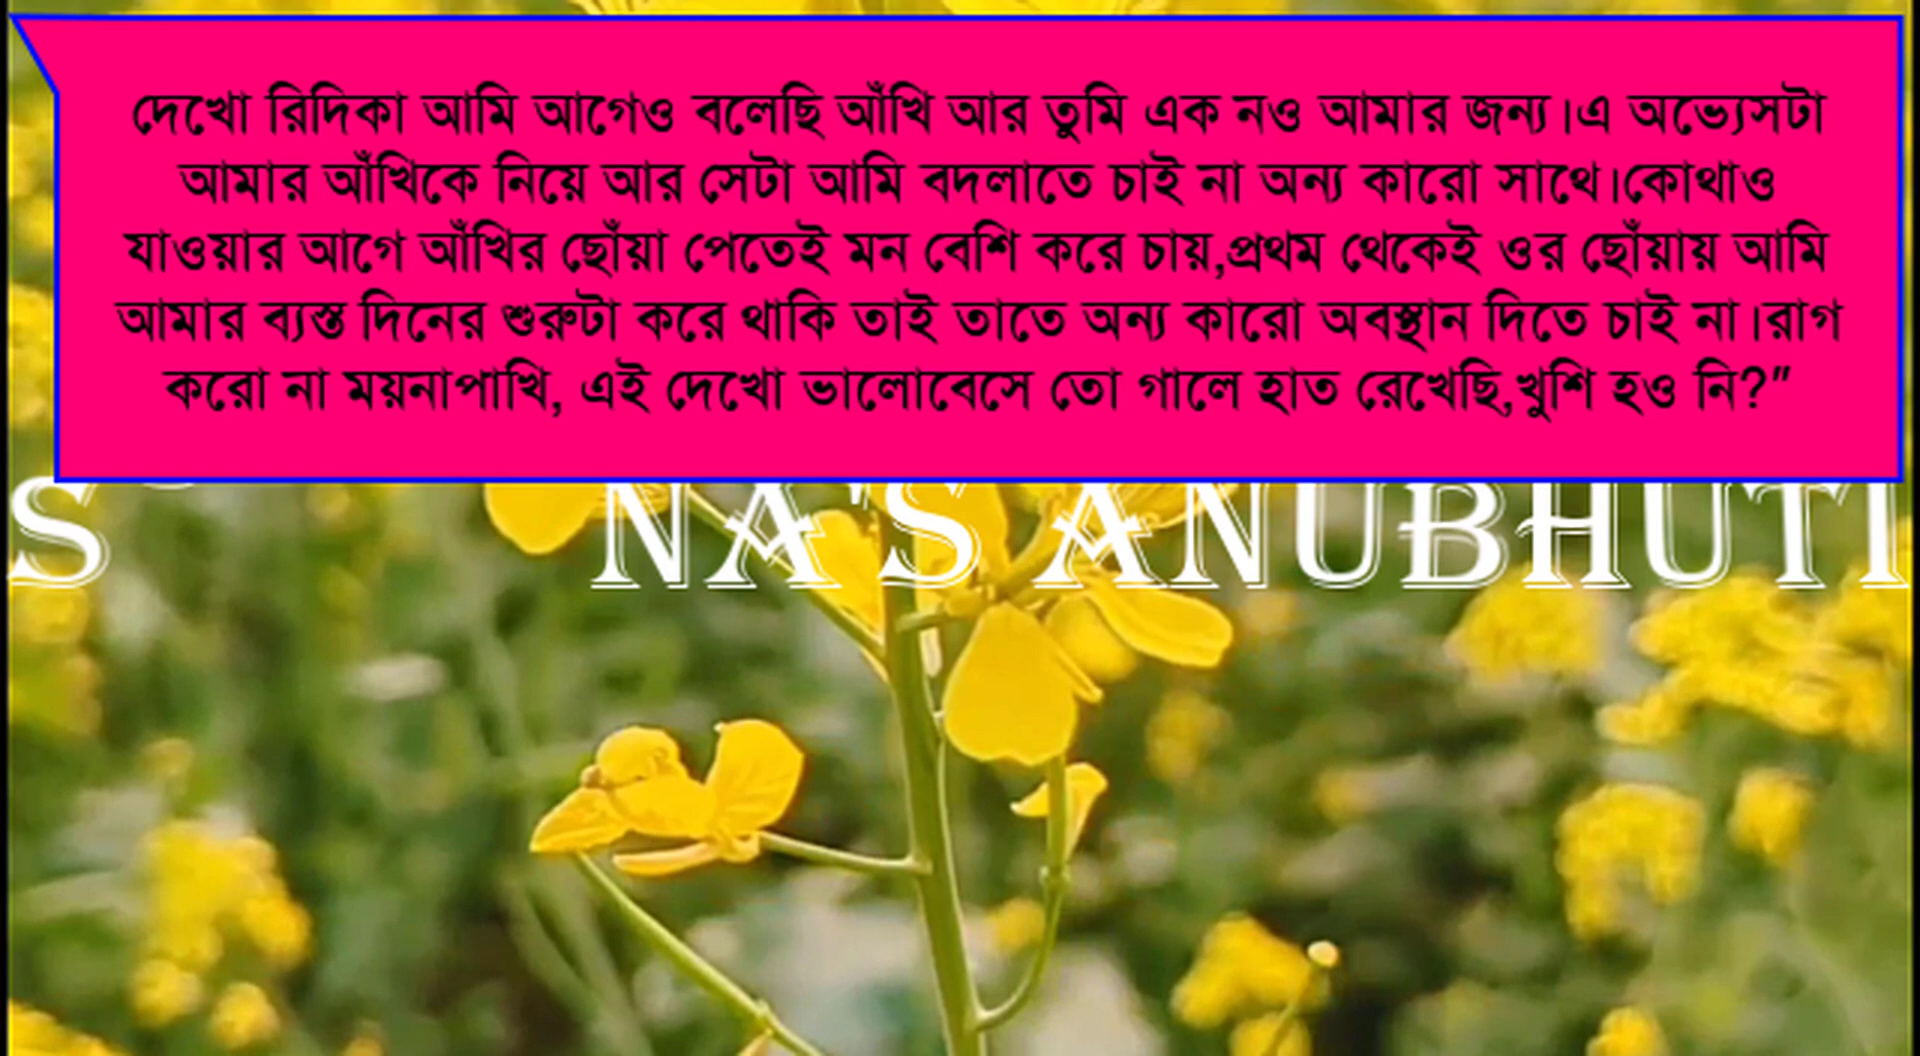 দেখো রিদিকা আমি আগেও বলেছি আঁখি আর তুমি এক নও আমার জন্য।এ অভ্যেসটা
আমার আঁখিকে নিয়ে আর সেটা আমি বদলাতে চাই না অন্য কারো সাথে।কোথাও
যাওয়ার আগে আঁখির ছোঁয়া পেতেই মন বেশি করে চায়,প্রথম থেকেই ওর ছোঁয়ায় আমি
আমার ব্যস্ত দিনের শুরুটা করে থাকি তাই তাতে অন্য কারো অবস্থান দিতে চাই না।রাগ
করো না ময়নাপাখি, এই দেখো ভালোবেসে তো গালে হাত রেখেছি,খুশি হও নি?"
NA'S ANUBHUTI